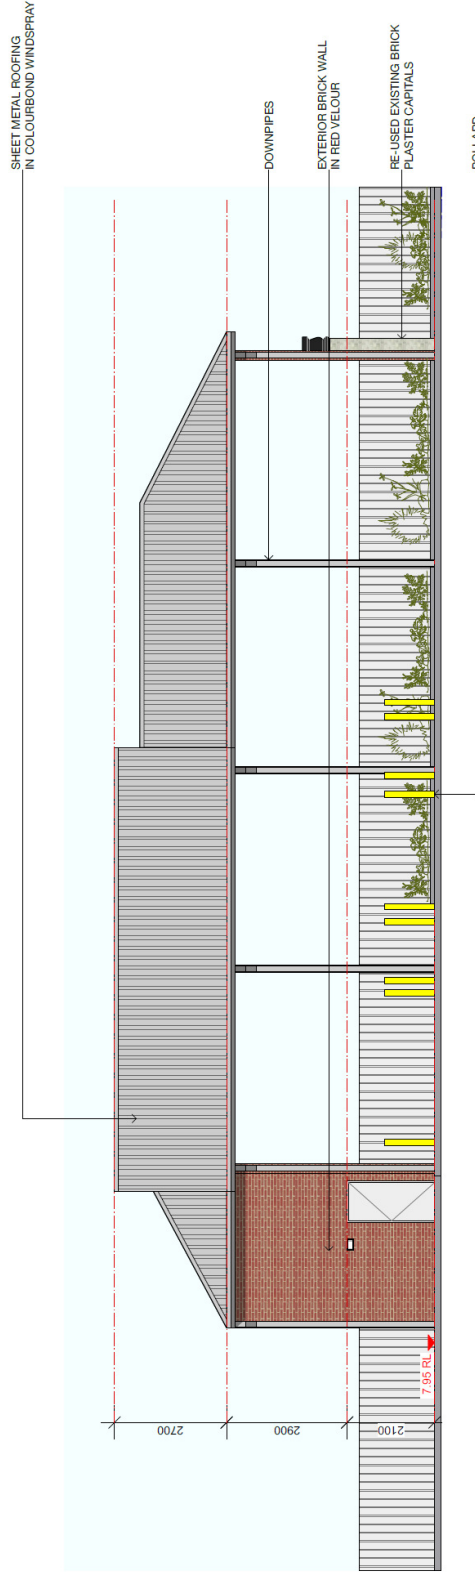 SHEET METAL ROOFING
IN COLOURBOND WINDSPRAY
DOWNPIPES
EXTERIOR BRICK WALL
IN RED VELOUR
RE-USED EXISTING BRICK
PLASTER CAPITALS
2700
2900
2100
7.95 RL